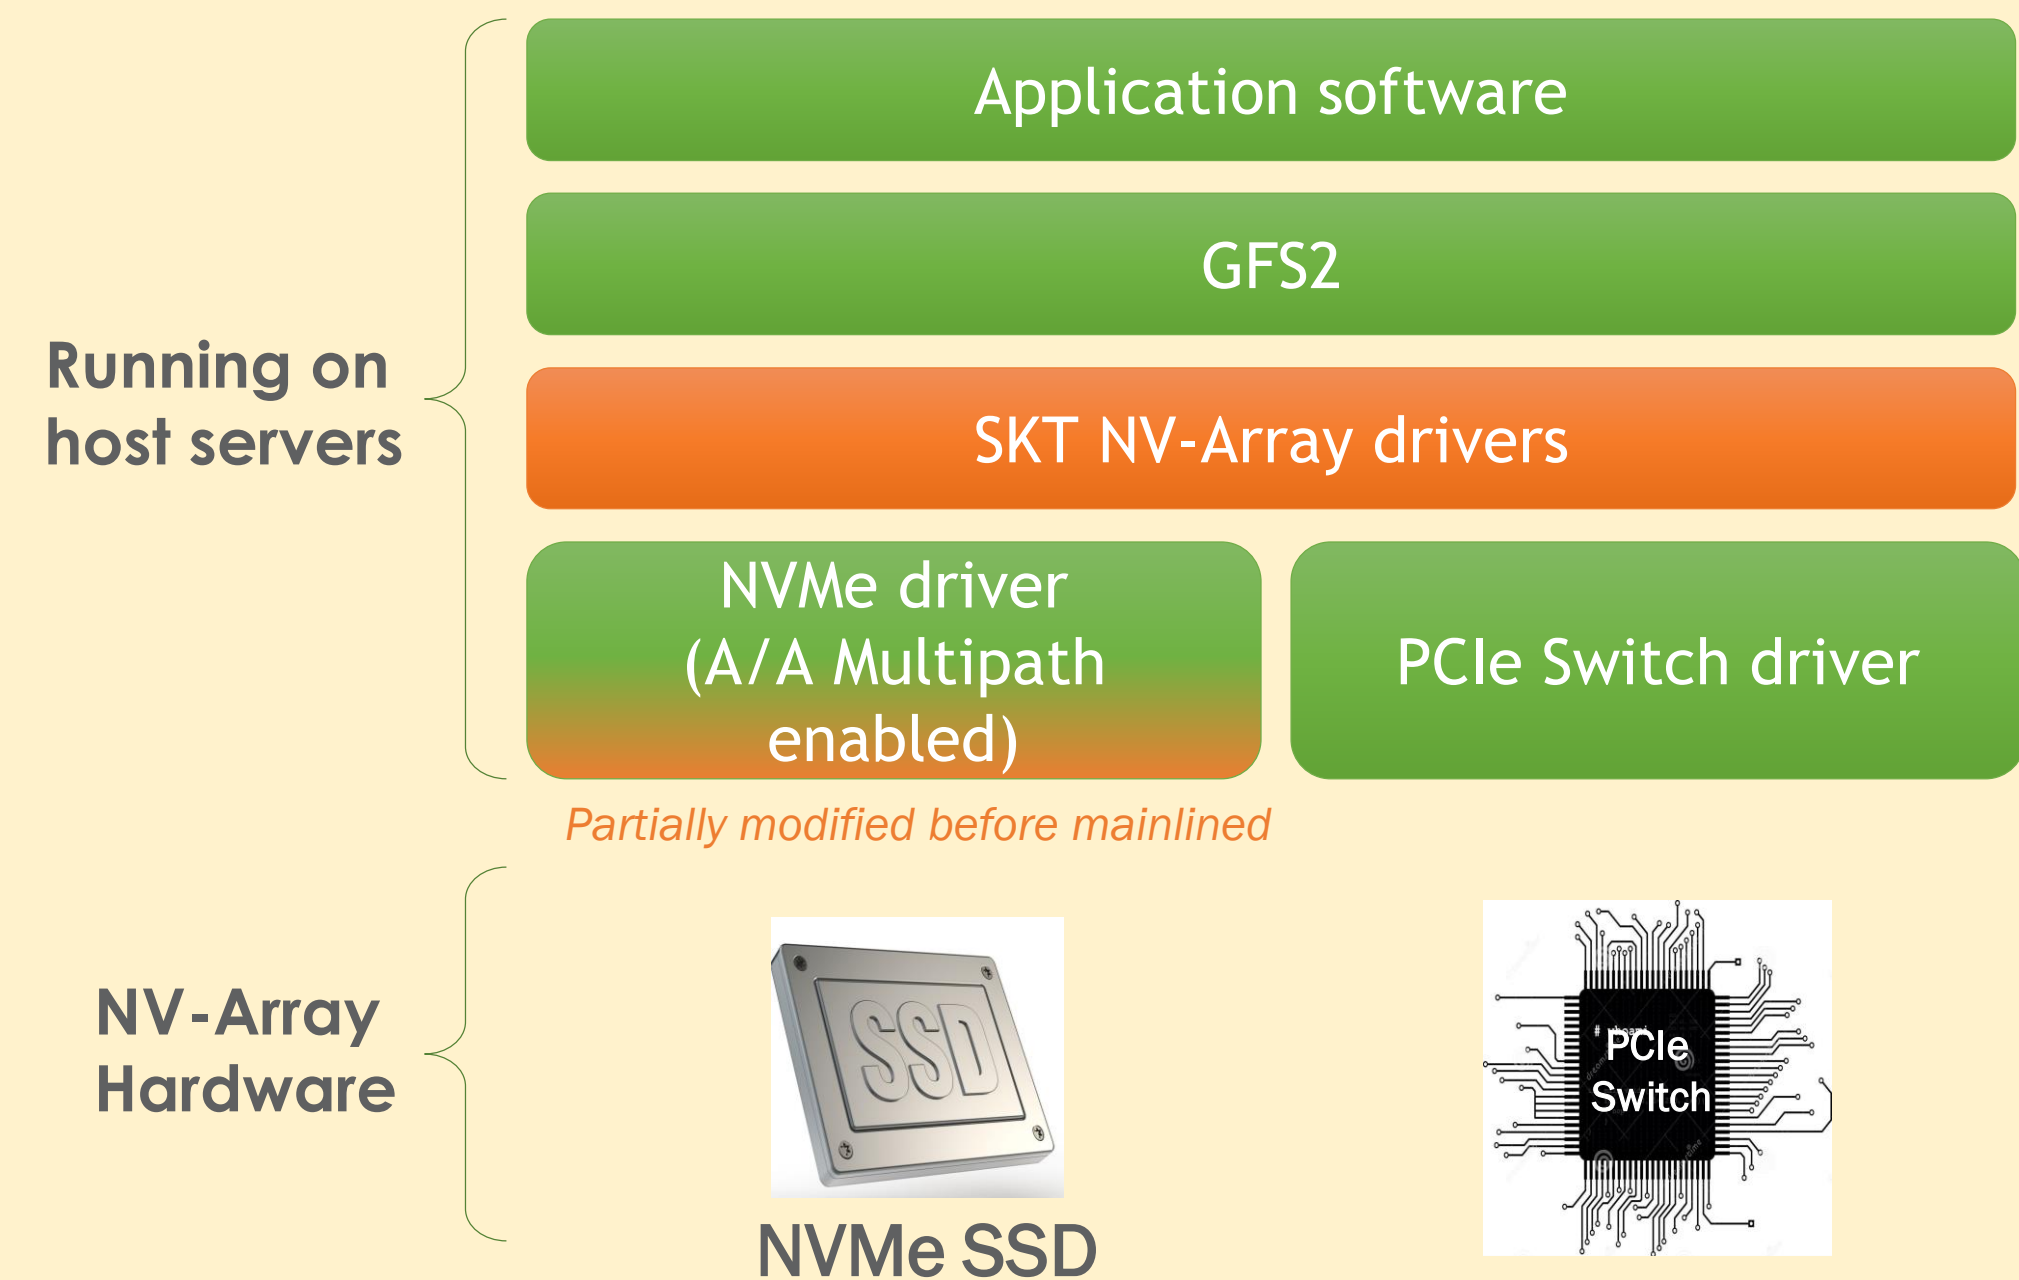 Application software
GFS2
Running on
host servers
SKT NV-Array drivers
NVMe driver
(A/A Multipath
enabled)
PCIe Switch driver
Partially modified before mainlined
NV-Array
Hardware
SSD
PCIe
Switch
NVMe SSD